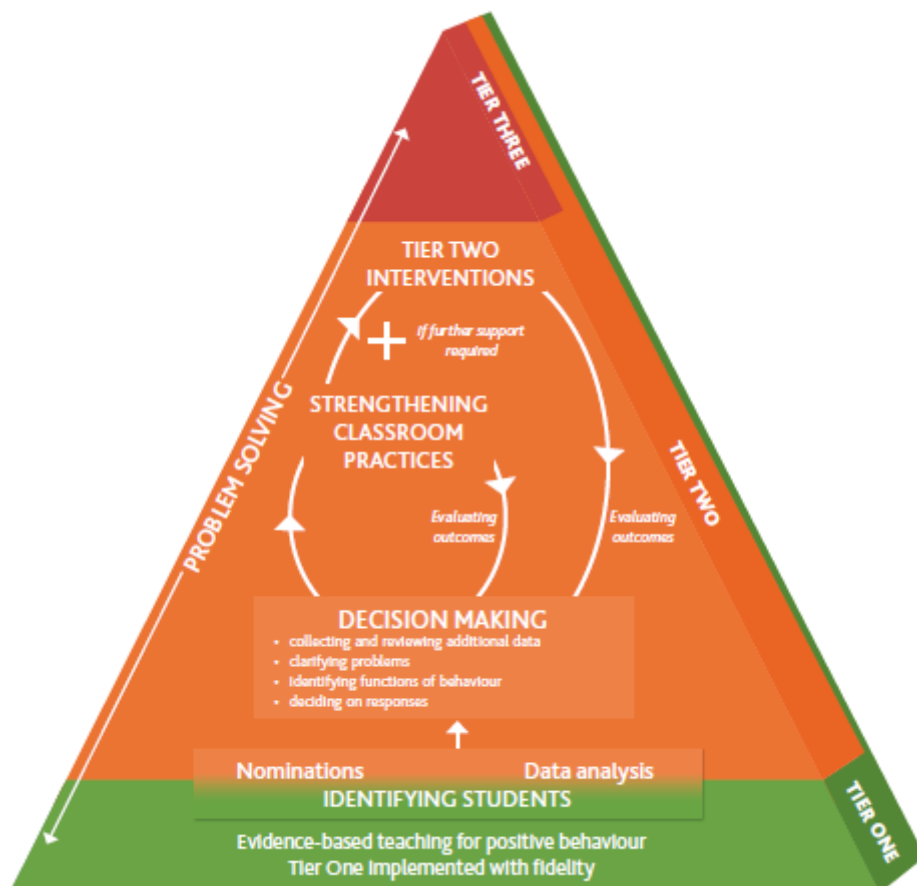 TIER THREE
TIER TWO
INTERVENTIONS
If further support
required
STRENGTHENING
CLASSROOM
PRACTICES
PROBLEM SOLVING
TIER TWO
Evaluating
outcomes
Evaluating
outcomes
DECISION MAKING
• collecting and reviewing additional data
• clarifying problems
• identifying functions of behaviour
• deciding on responses
Nominations
Data analysis
IDENTIFYING STUDENTS
TIER ONE
Evidence-based teaching for positive behaviour
Tier One implemented with fidelity